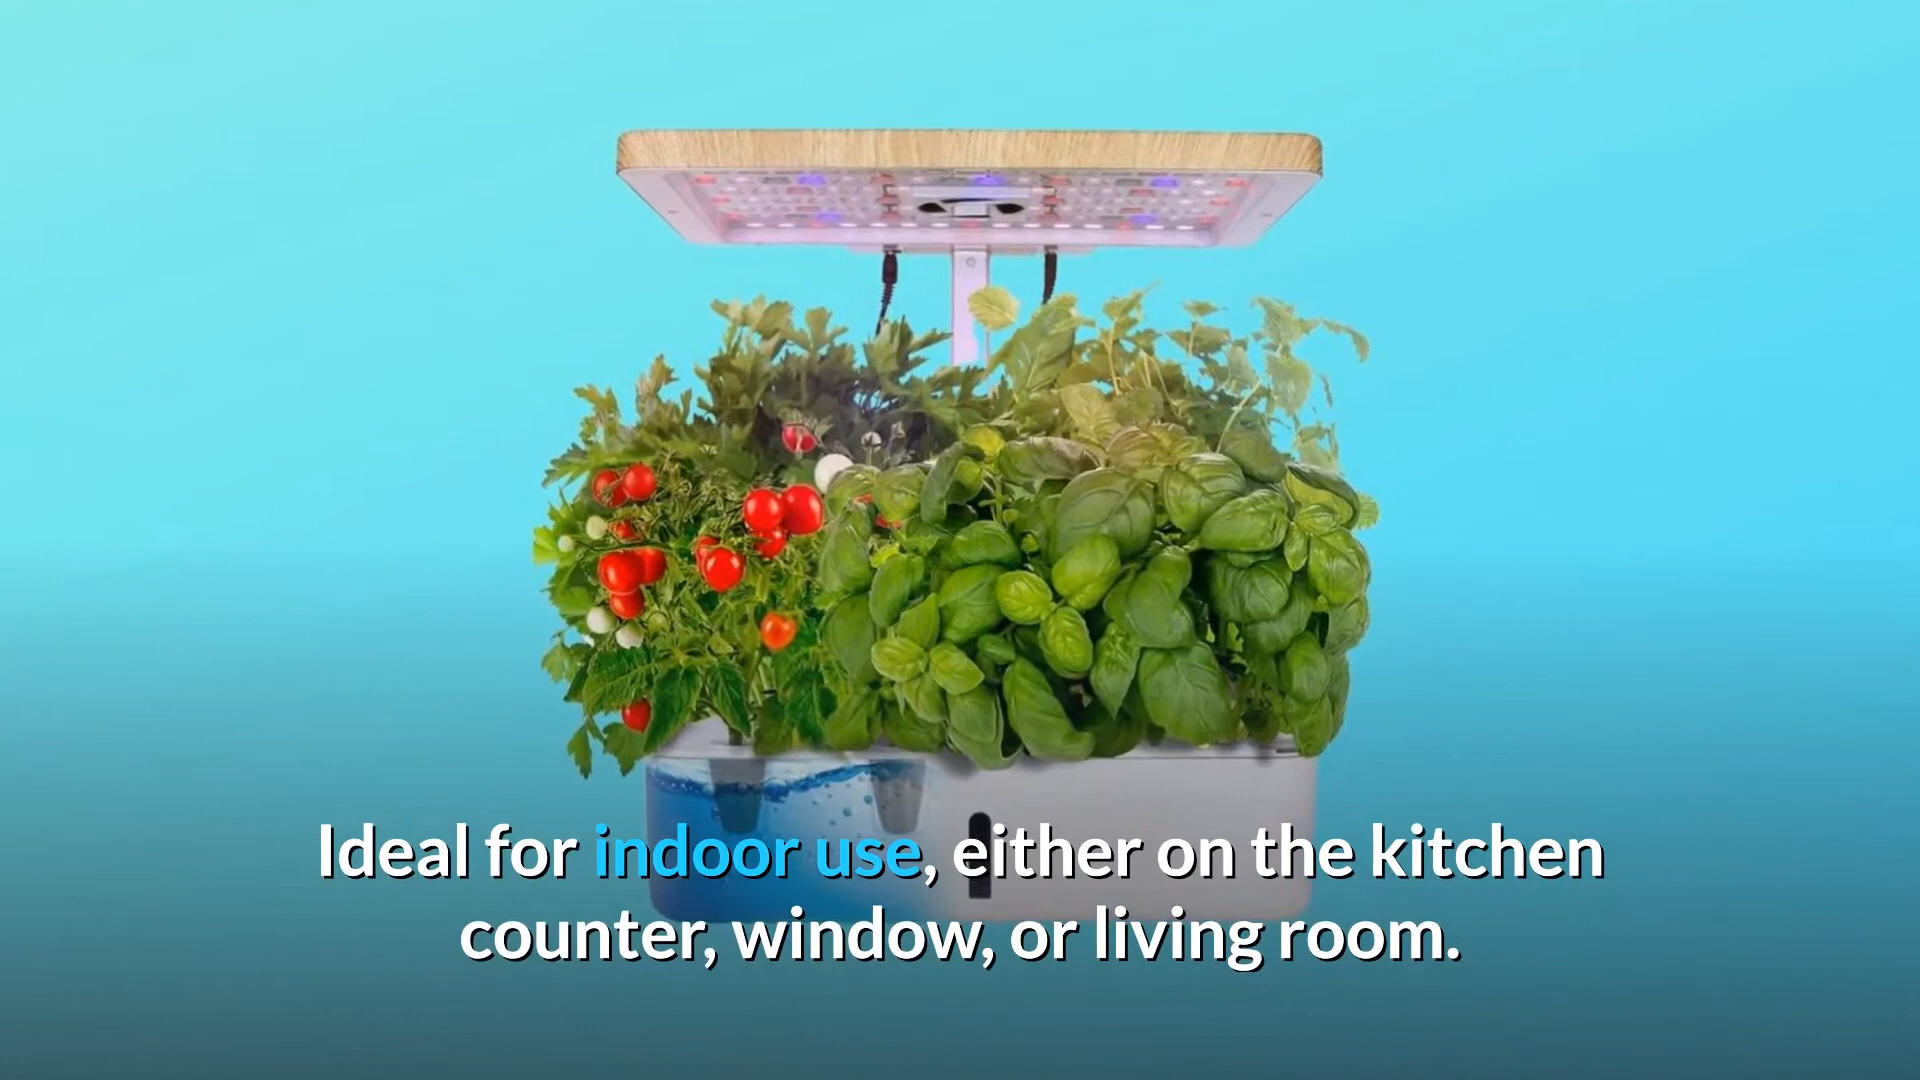 Ideal for indoor use, either on the kitchen
counter, window, or living room.